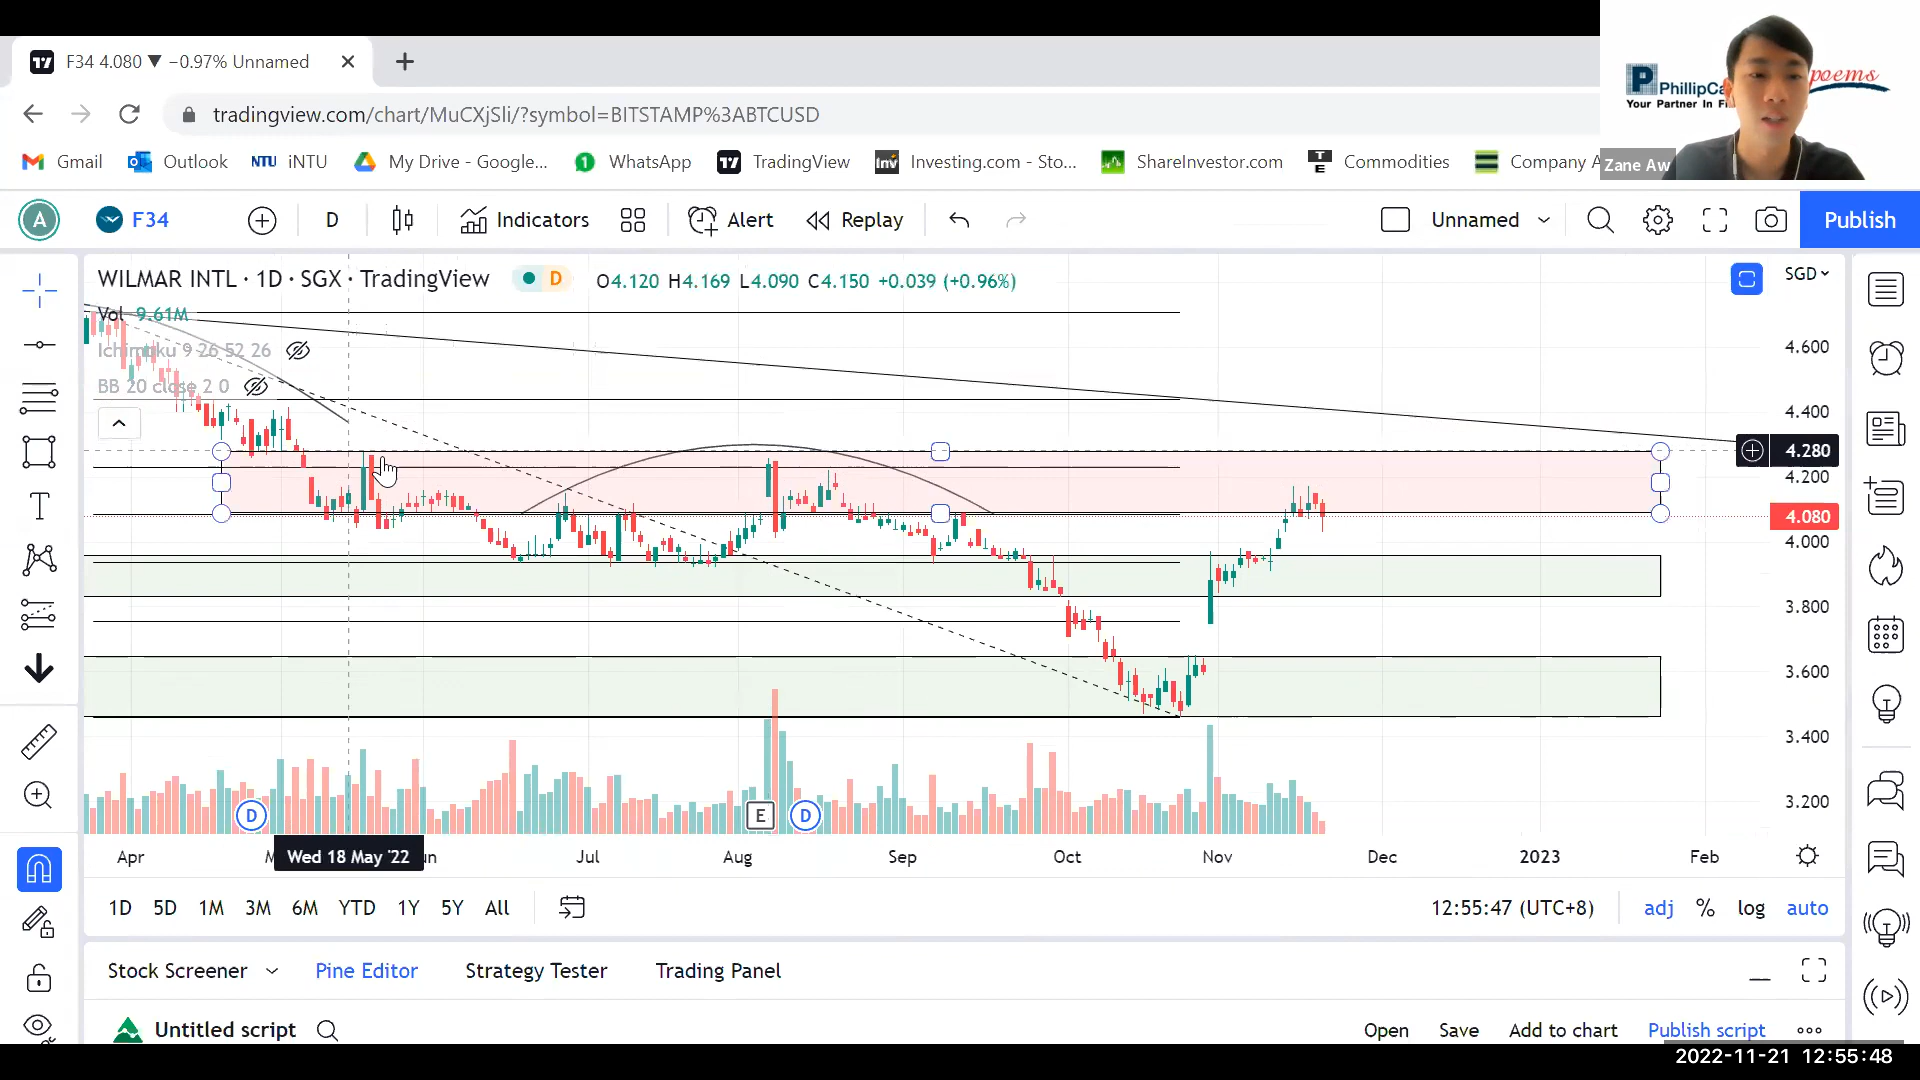 F34 4.080 ▼ −0.97% Unnamed
tradingview.com/chart/MuCXjSli/?symbol=BITSTAMP%3ABTCUSD
PhillipCa
Your Partner In Fi
poems
Zane Aw
Gmail Outlook NTU iNTU My Drive - Google... WhatsApp TradingView Inv Investing.com - Sto... ShareInvestor.com TE Commodities Company A
A F34 D Indicators Alert Replay Unnamed Publish
WILMAR INTL · 1D · SGX · TradingView D O4.120 H4.169 L4.090 C4.150 +0.039 (+0.96%) SGD
Vol 9.61M
Ichimoku 9 26 52 26
BB 20 close 2 0
4.600
4.400
4.280
4.200
4.080
4.000
3.800
3.600
3.400
3.200
D E D
Apr Wed 18 May '22 Jul Aug Sep Oct Nov Dec 2023 Feb
1D 5D 1M 3M 6M YTD 1Y 5Y All 12:55:47 (UTC+8) adj % log auto
Stock Screener Pine Editor Strategy Tester Trading Panel
Untitled script Open Save Add to chart Publish script
2022-11-21 12:55:48